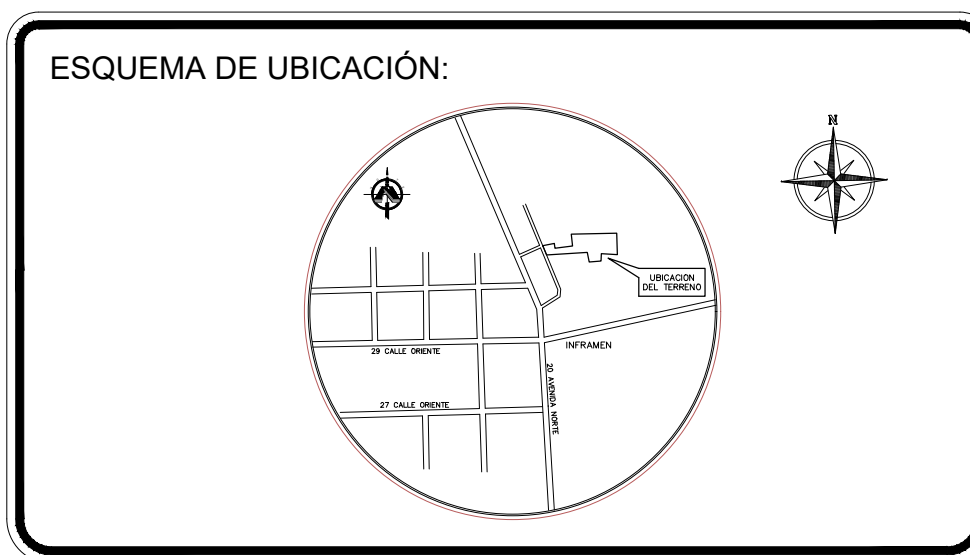 ESQUEMA DE UBICACIÓN:
N
UBICACION
DEL TERRENO
INFRAMEN
29 CALLE ORIENTE
20 AVENIDA NORTE
27 CALLE ORIENTE